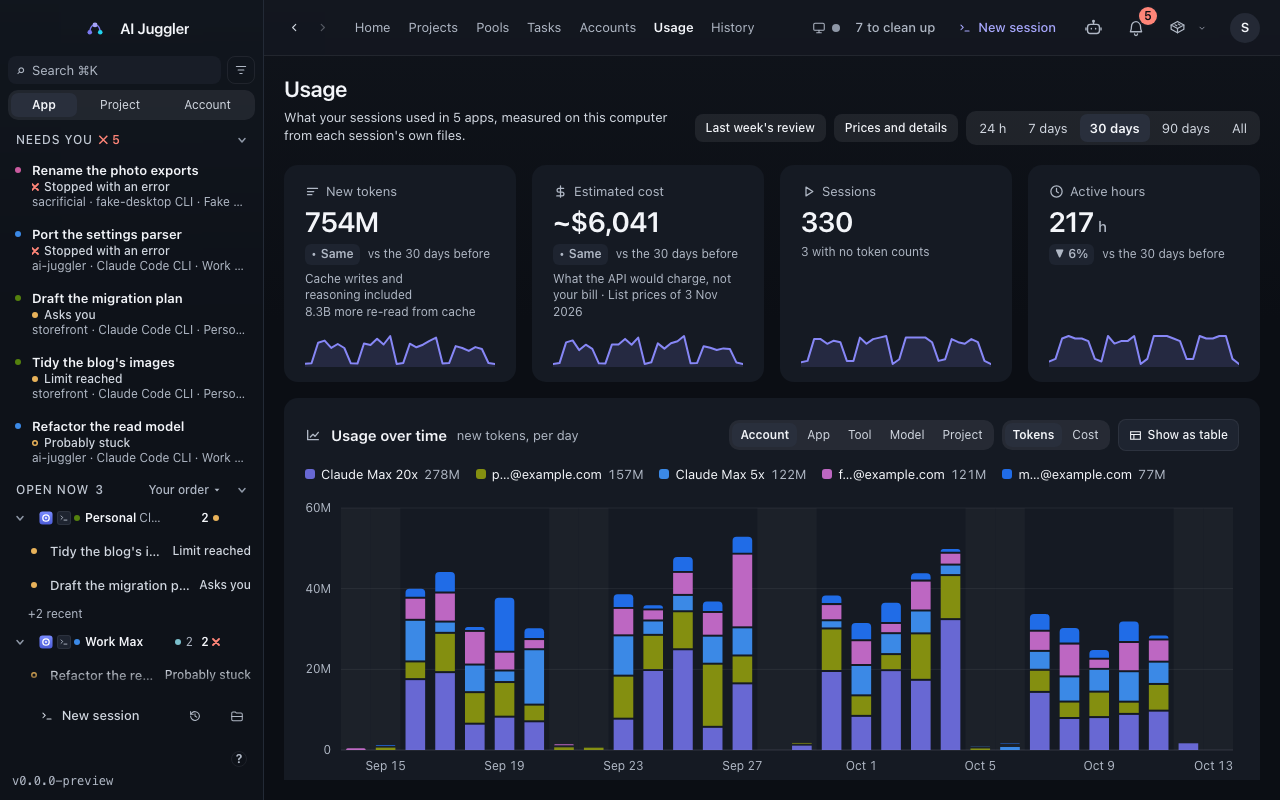 AI Juggler
Search ⌘K
App Project Account
NEEDS YOU 5
Rename the photo exports
Stopped with an error
sacrificial · fake-desktop CLI · Fake ...
Port the settings parser
Stopped with an error
ai-juggler · Claude Code CLI · Work ...
Draft the migration plan
Asks you
storefront · Claude Code CLI · Perso...
Tidy the blog's images
Limit reached
storefront · Claude Code CLI · Perso...
Refactor the read model
Probably stuck
ai-juggler · Claude Code CLI · Work ...
OPEN NOW 3 Your order
Personal Cl... 2
Tidy the blog's i... Limit reached
Draft the migration p... Asks you
+2 recent
Work Max 2 2
Refactor the re... Probably stuck
New session
?
v0.0.0-preview
Home Projects Pools Tasks Accounts Usage History
7 to clean up New session 5 S
Usage
What your sessions used in 5 apps, measured on this computer
from each session's own files.
Last week's review Prices and details 24 h 7 days 30 days 90 days All
New tokens
754M
• Same vs the 30 days before
Cache writes and
reasoning included
8.3B more re-read from cache
Estimated cost
~$6,041
• Same vs the 30 days before
What the API would charge, not
your bill · List prices of 3 Nov
2026
Sessions
330
3 with no token counts
Active hours
217 h
▼ 6% vs the 30 days before
Usage over time new tokens, per day
Account App Tool Model Project Tokens Cost Show as table
Claude Max 20x 278M p...@example.com 157M Claude Max 5x 122M f...@example.com 121M m...@example.com 77M
60M
40M
20M
0
Sep 15 Sep 19 Sep 23 Sep 27 Oct 1 Oct 5 Oct 9 Oct 13